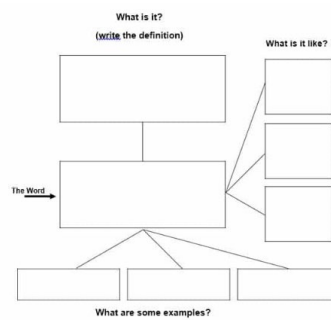 What is it?
(write the definition)
What is it like?
The Word
What are some examples?